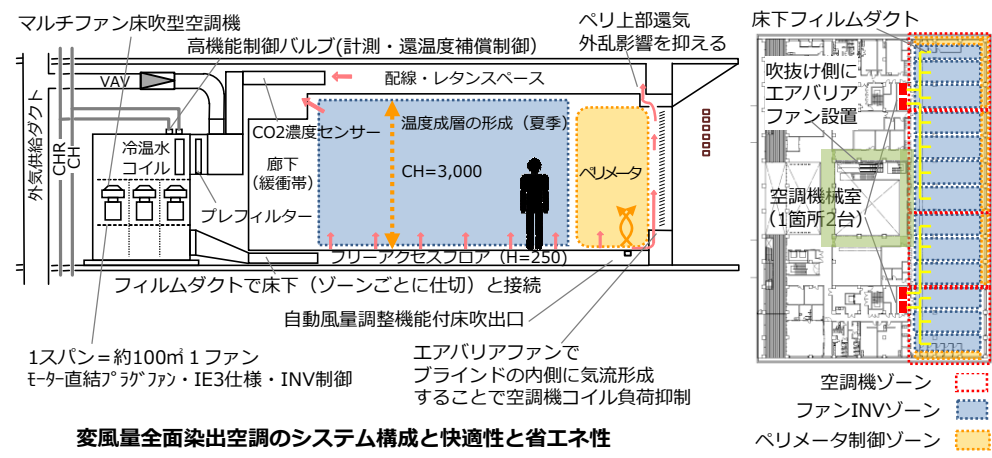 マルチファン床吹型空調機
高機能制御バルブ(計測・還温度補償制御）
ペリ上部還気
外乱影響を抑える
床下フィルムダクト
VAV
配線・レタンスペース
吹抜け側に
エアバリア
ファン設置
外気供給ダクト
CHR
CH
冷温水
コイル
CO2濃度センサー
温度成層の形成（夏季）
廊下
（緩衝帯）
CH=3,000
ペリメータ
空調機械室
（1箇所2台）
プレフィルター
フリーアクセスフロア（H=250）
フィルムダクトで床下（ゾーンごとに仕切）と接続
自動風量調整機能付床吹出口
1スパン＝約100㎡１ファン
ﾓｰﾀｰ直結ﾌﾟﾗｸﾞﾌｧﾝ・IE3仕様・INV制御
エアバリアファンで
ブラインドの内側に気流形成
することで空調機コイル負荷抑制
空調機ゾーン
ファンINVゾーン
ペリメータ制御ゾーン
変風量全面染出空調のシステム構成と快適性と省エネ性